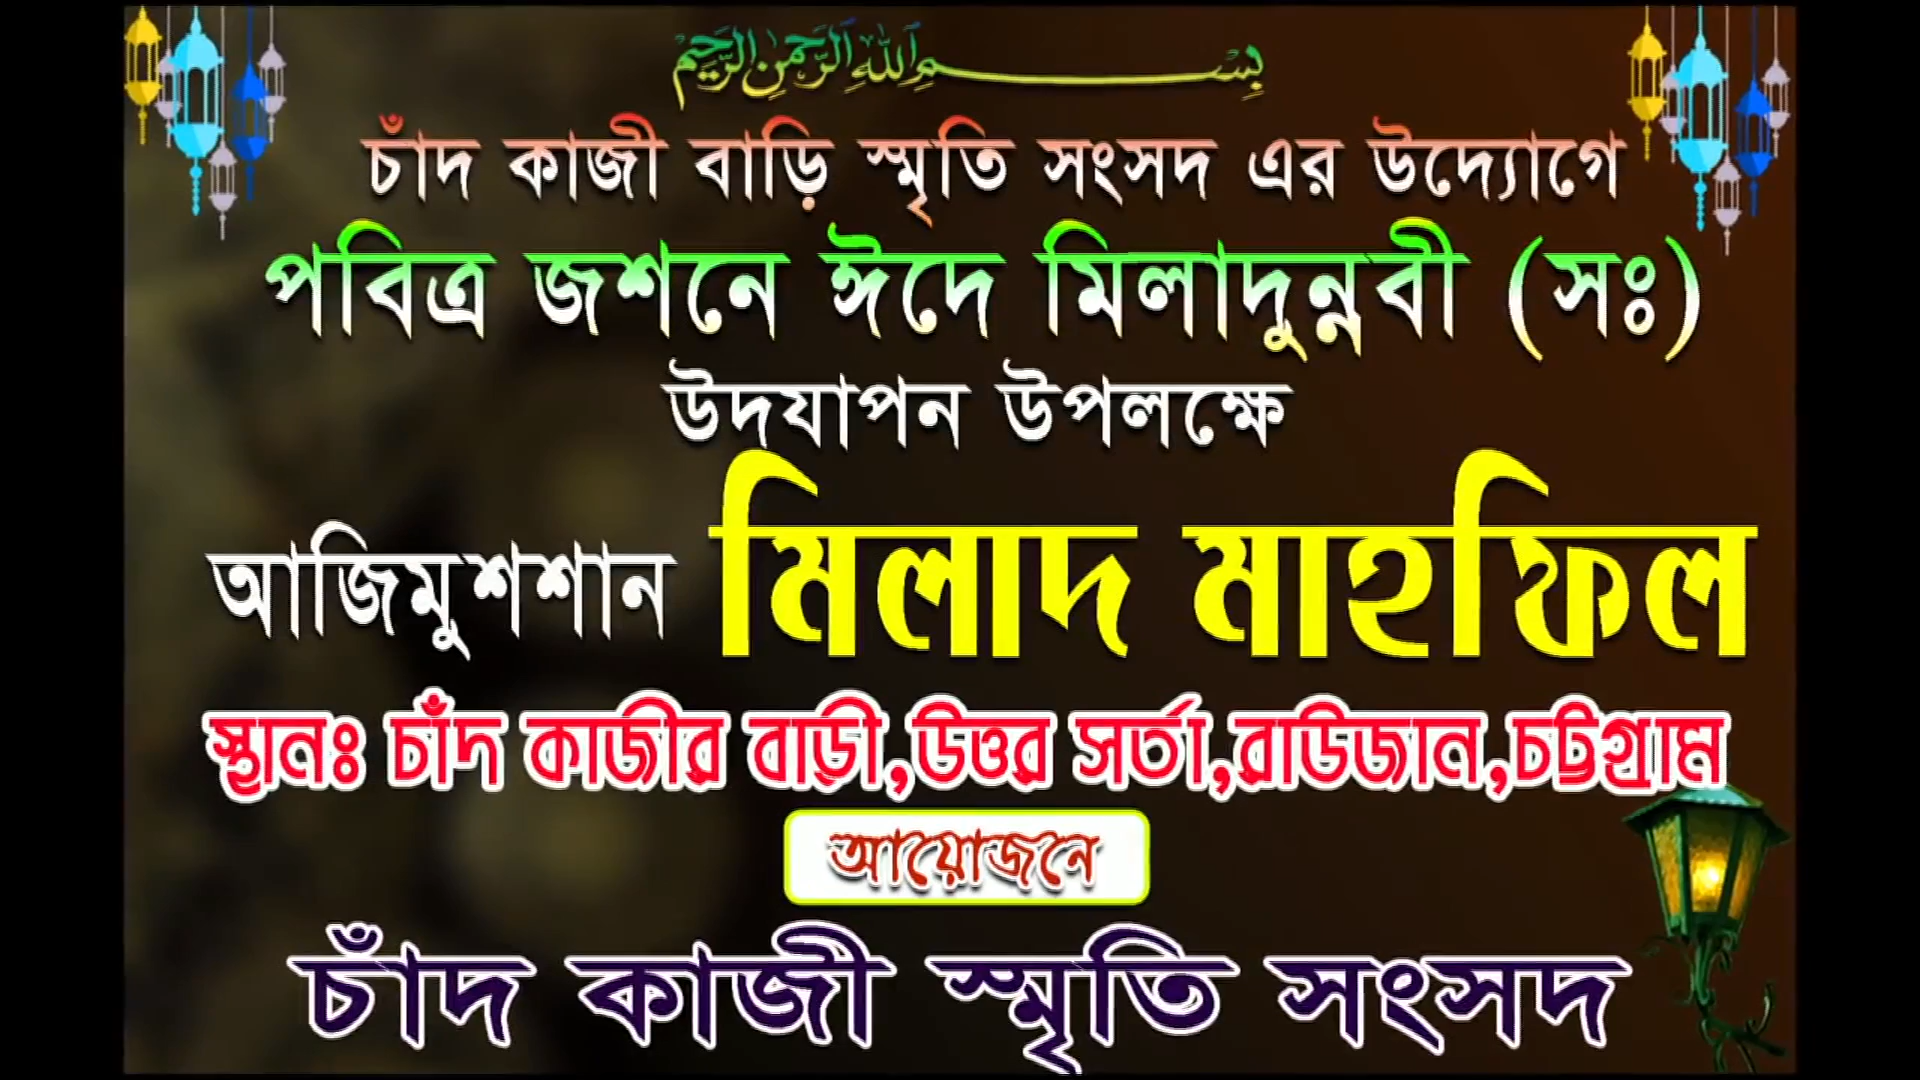 بسم الله الرحمن الرحيم
চাঁদ কাজী বাড়ি স্মৃতি সংসদ এর উদ্যোগে
পবিত্র জশনে ঈদে মিলাদুন্নবী (সঃ)
উদযাপন উপলক্ষে
আজিমুশশান মিলাদ মাহফিল
স্থানঃ চাঁদ কাজীর বাড়ী,উত্তর সর্তা,রাউজান,চট্টগ্রাম
আয়োজনে
চাঁদ কাজী স্মৃতি সংসদ